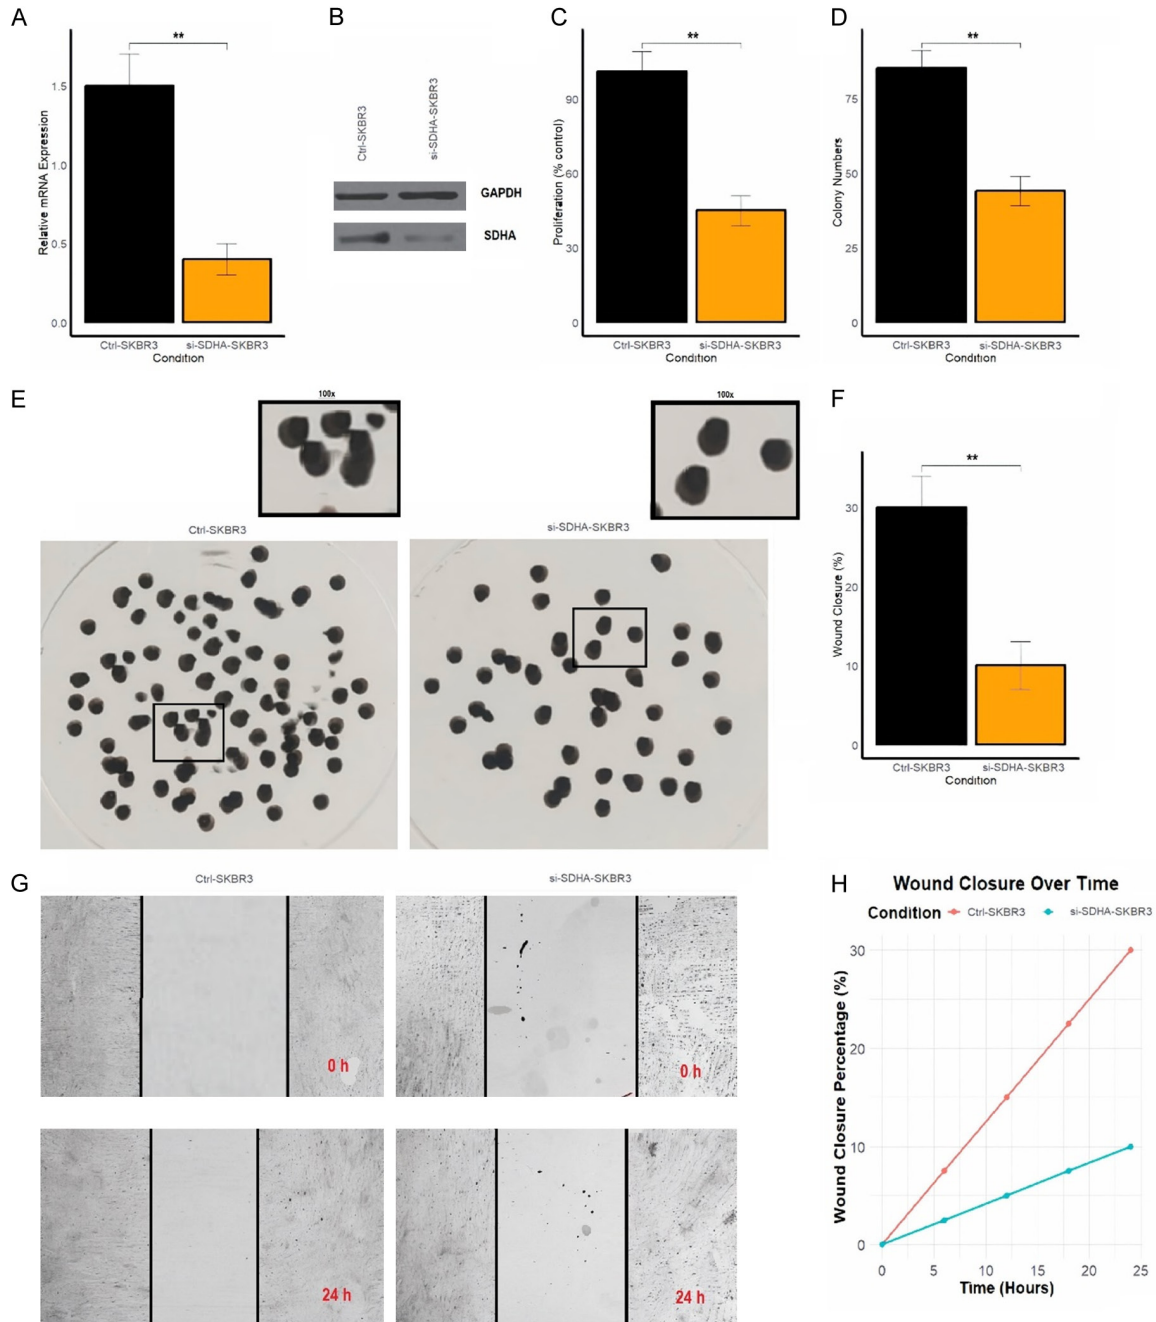 A
**
Relative mRNA Expression
1.5
1.0
0.5
0.0
Ctrl-SKBR3
si-SDHA-SKBR3
Condition
B
Ctrl-SKBR3
si-SDHA-SKBR3
GAPDH
SDHA
C
**
Proliferation (% control)
90
60
30
0
Ctrl-SKBR3
si-SDHA-SKBR3
Condition
D
**
Colony Numbers
75
50
25
0
Ctrl-SKBR3
si-SDHA-SKBR3
Condition
E
100x
100x
Ctrl-SKBR3
si-SDHA-SKBR3
F
**
Wound Closure (%)
30
20
10
0
Ctrl-SKBR3
si-SDHA-SKBR3
Condition
G
Ctrl-SKBR3
si-SDHA-SKBR3
0 h
0 h
24 h
24 h
H
Wound Closure Over Time
Condition
Ctrl-SKBR3
si-SDHA-SKBR3
Wound Closure Percentage (%)
30
20
10
0
0
5
10
15
20
25
Time (Hours)